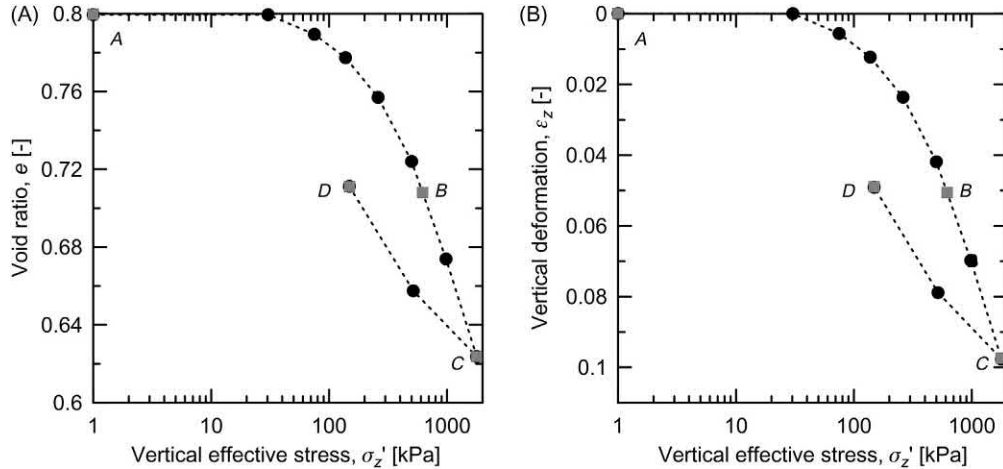 (A)
0.8
0.76
0.72
0.68
0.64
0.6
Void ratio, e [-]
A
B
C
D
1
10
100
1000
Vertical effective stress, σz' [kPa]
(B)
0
0.02
0.04
0.06
0.08
0.1
Vertical deformation, εz [-]
A
B
C
D
1
10
100
1000
Vertical effective stress, σz' [kPa]